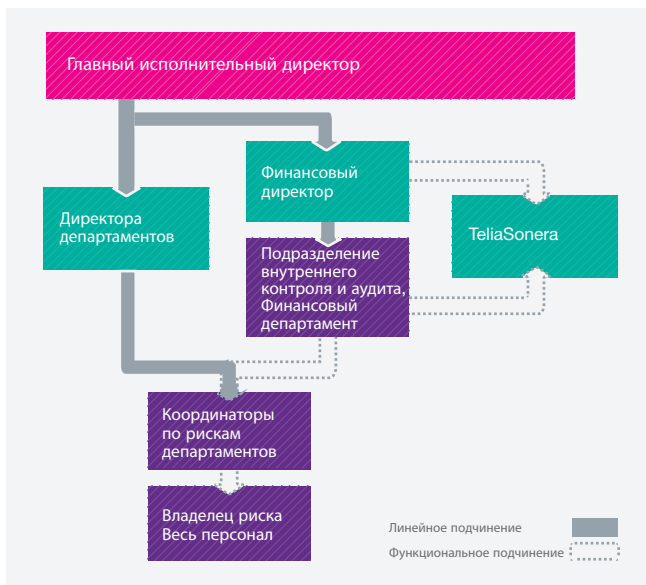 Главный исполнительный директор
Финансовый
директор
Директора
департаментов
TeliaSonera
Подразделение
внутреннего
контроля и аудита,
Финансовый
департамент
Координаторы
по рискам
департаментов
Владелец риска
Весь персонал
Линейное подчинение
Функциональное подчинение